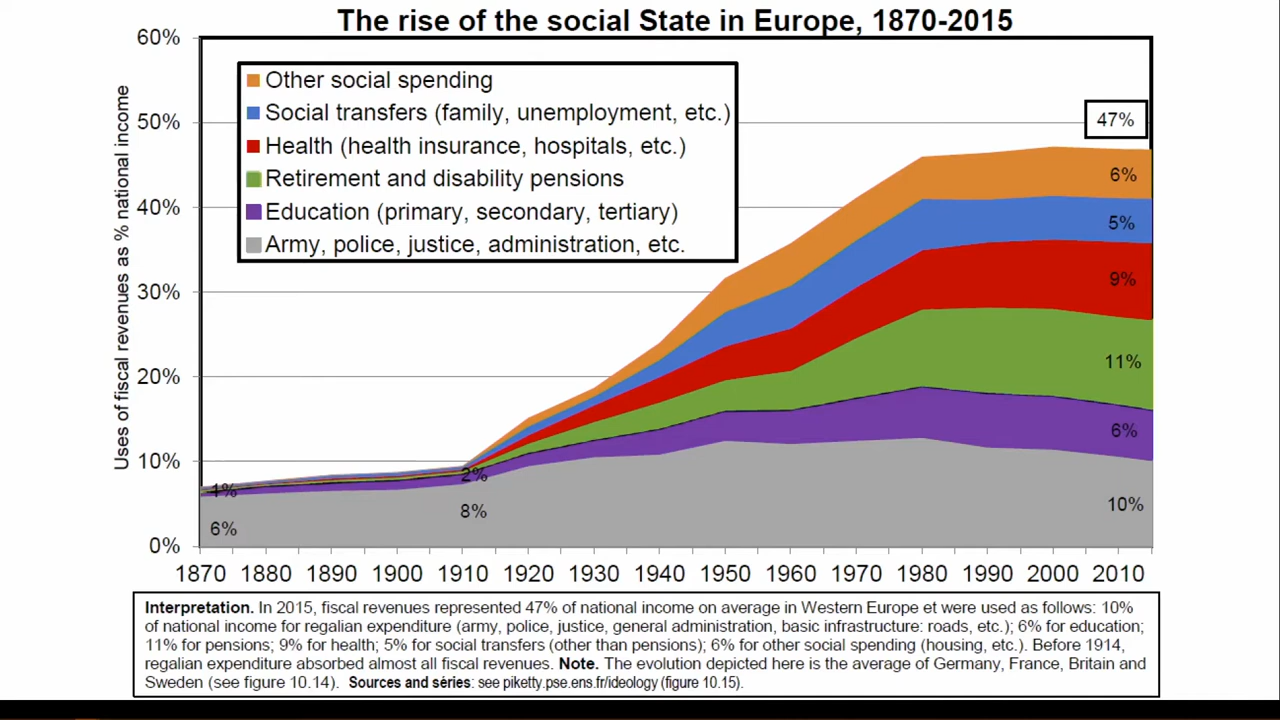 The rise of the social State in Europe, 1870-2015
Uses of fiscal revenues as % national income
60%
50%
40%
30%
20%
10%
0%
Other social spending
Social transfers (family, unemployment, etc.)
Health (health insurance, hospitals, etc.)
Retirement and disability pensions
Education (primary, secondary, tertiary)
Army, police, justice, administration, etc.
47%
6%
5%
9%
11%
6%
10%
1%
6%
2%
8%
1870 1880 1890 1900 1910 1920 1930 1940 1950 1960 1970 1980 1990 2000 2010
Interpretation. In 2015, fiscal revenues represented 47% of national income on average in Western Europe et were used as follows: 10%
of national income for regalian expenditure (army, police, justice, general administration, basic infrastructure: roads, etc.); 6% for education;
11% for pensions; 9% for health; 5% for social transfers (other than pensions); 6% for other social spending (housing, etc.). Before 1914,
regalian expenditure absorbed almost all fiscal revenues. Note. The evolution depicted here is the average of Germany, France, Britain and
Sweden (see figure 10.14). Sources and séries: see piketty.pse.ens.fr/ideology (figure 10.15).